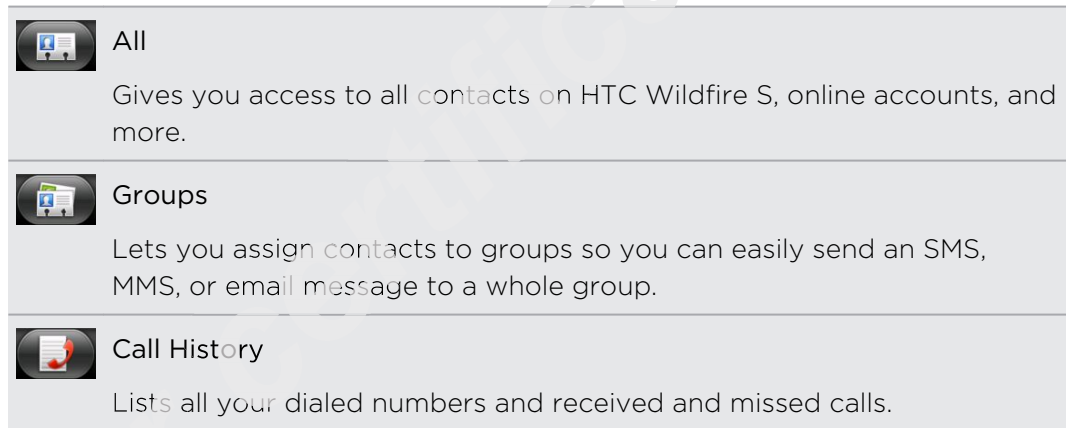 All
Gives you access to all contacts on HTC Wildfire S, online accounts, and
more.
Groups
Lets you assign contacts to groups so you can easily send an SMS,
MMS, or email message to a whole group.
Call History
Lists all your dialed numbers and received and missed calls.